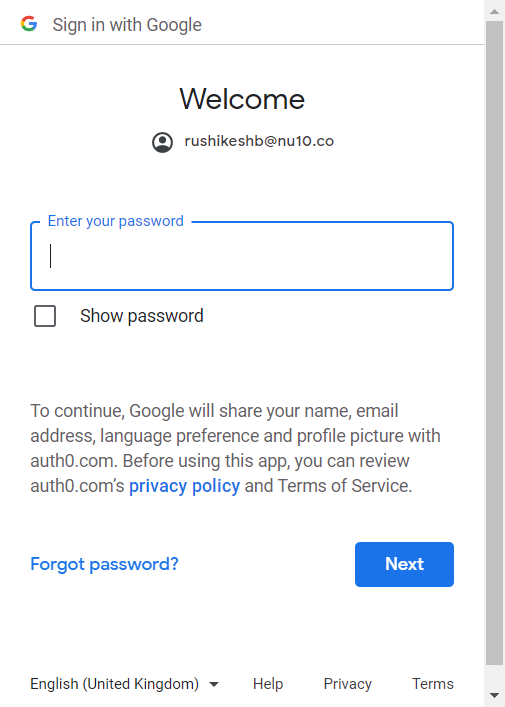 Sign in with Google
Welcome
rushikeshb@nu10.co
Enter your password
Show password
To continue, Google will share your name, email
address, language preference and profile picture with
auth0.com. Before using this app, you can review
auth0.com’s privacy policy and Terms of Service.
Forgot password? Next
English (United Kingdom) Help Privacy Terms